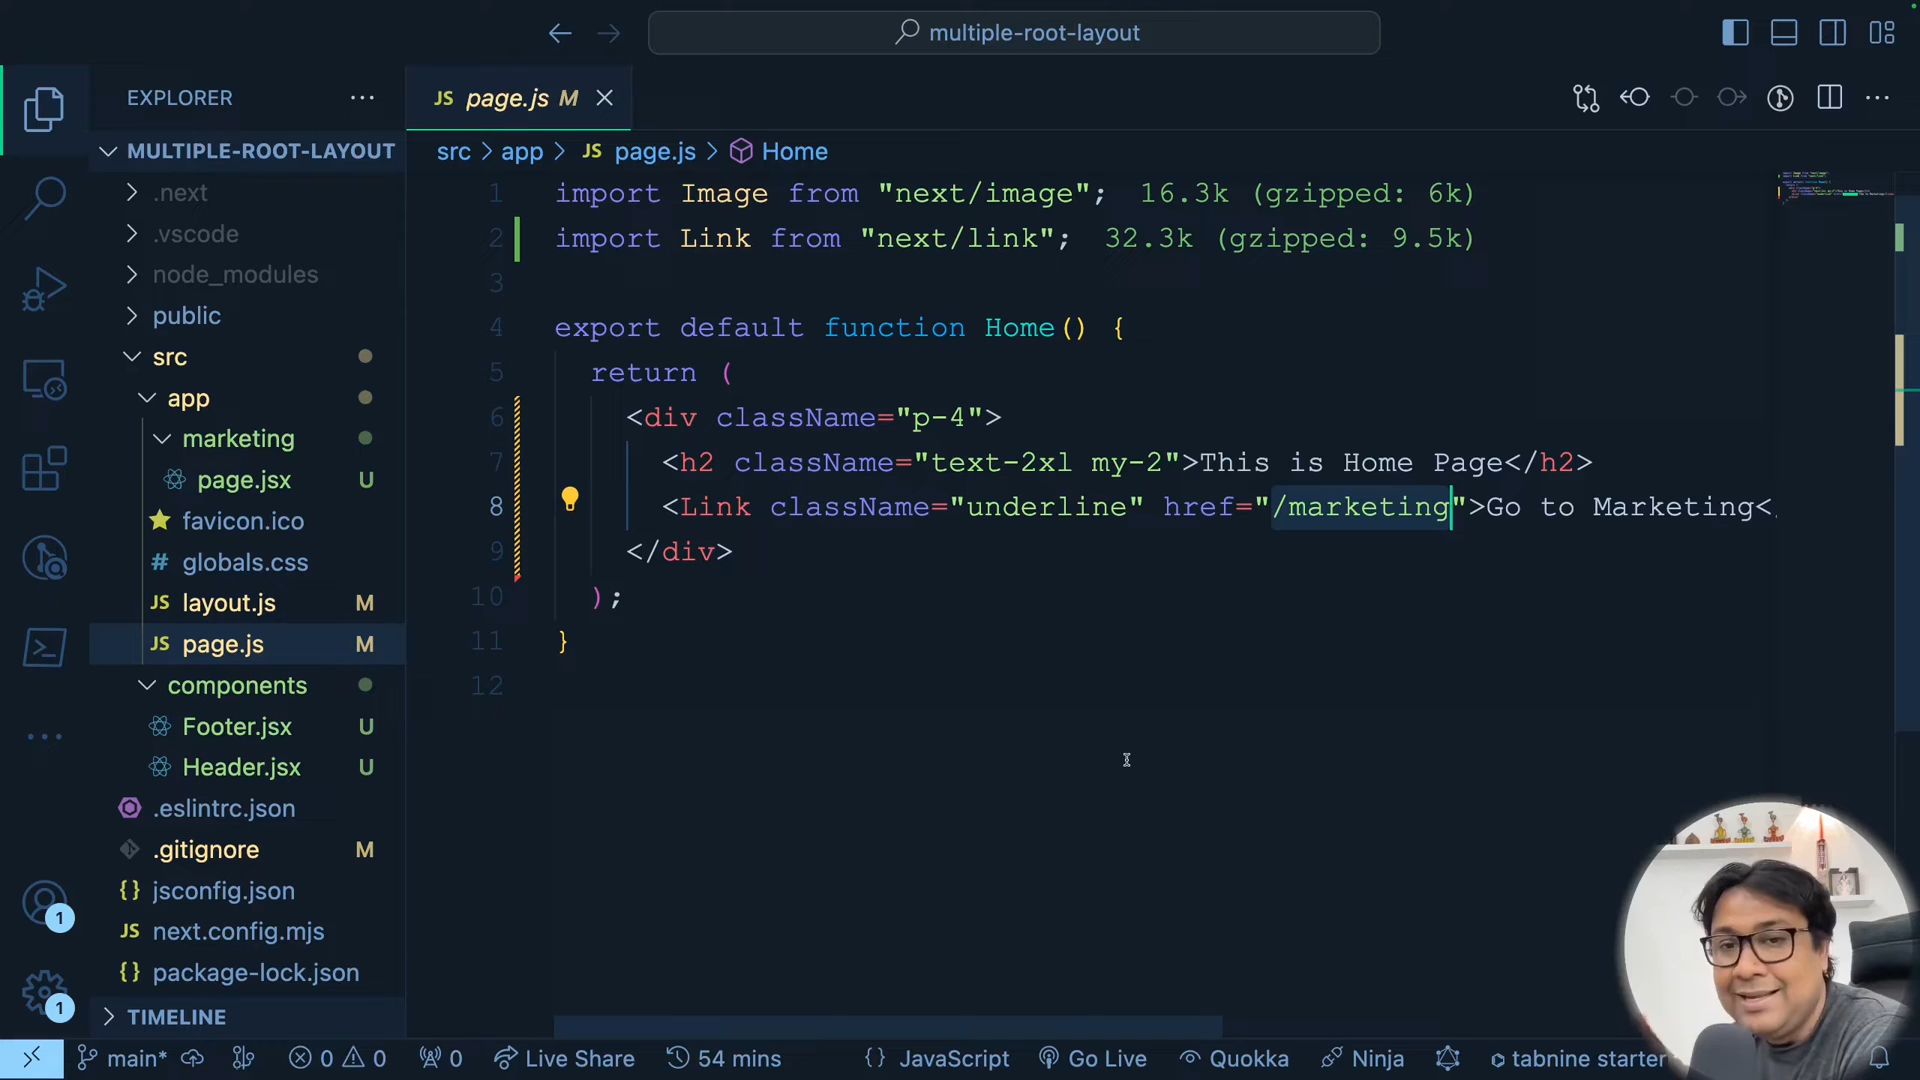 multiple-root-layout
EXPLORER
JS page.js M
MULTIPLE-ROOT-LAYOUT
.next
.vscode
node_modules
public
src
app
marketing
page.jsx U
favicon.ico
# globals.css
JS layout.js M
JS page.js M
components
Footer.jsx U
Header.jsx U
.eslintrc.json
.gitignore M
{} jsconfig.json
JS next.config.mjs
{} package-lock.json
TIMELINE
src > app > JS page.js > Home
1 import Image from "next/image"; 16.3k (gzipped: 6k)
2 import Link from "next/link"; 32.3k (gzipped: 9.5k)
3
4 export default function Home() {
5 return (
6 <div className="p-4">
7 <h2 className="text-2xl my-2">This is Home Page</h2>
8 <Link className="underline" href="/marketing">Go to Marketing<
9 </div>
10 );
11 }
12
1
1
main* 0 0 0 Live Share 54 mins {} JavaScript Go Live Quokka Ninja tabnine starter